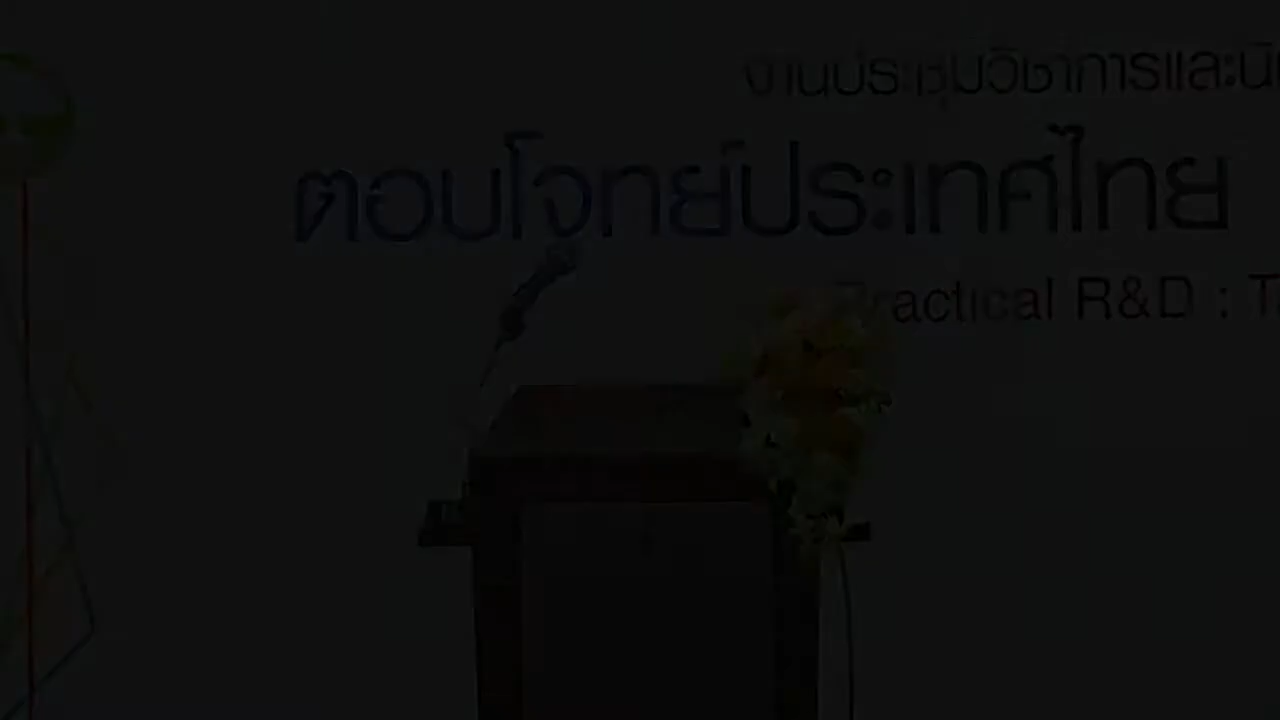 งานประชุมวิชาการและนิ
ตอบโจทย์ประเทศไทย
Practical R&D : T